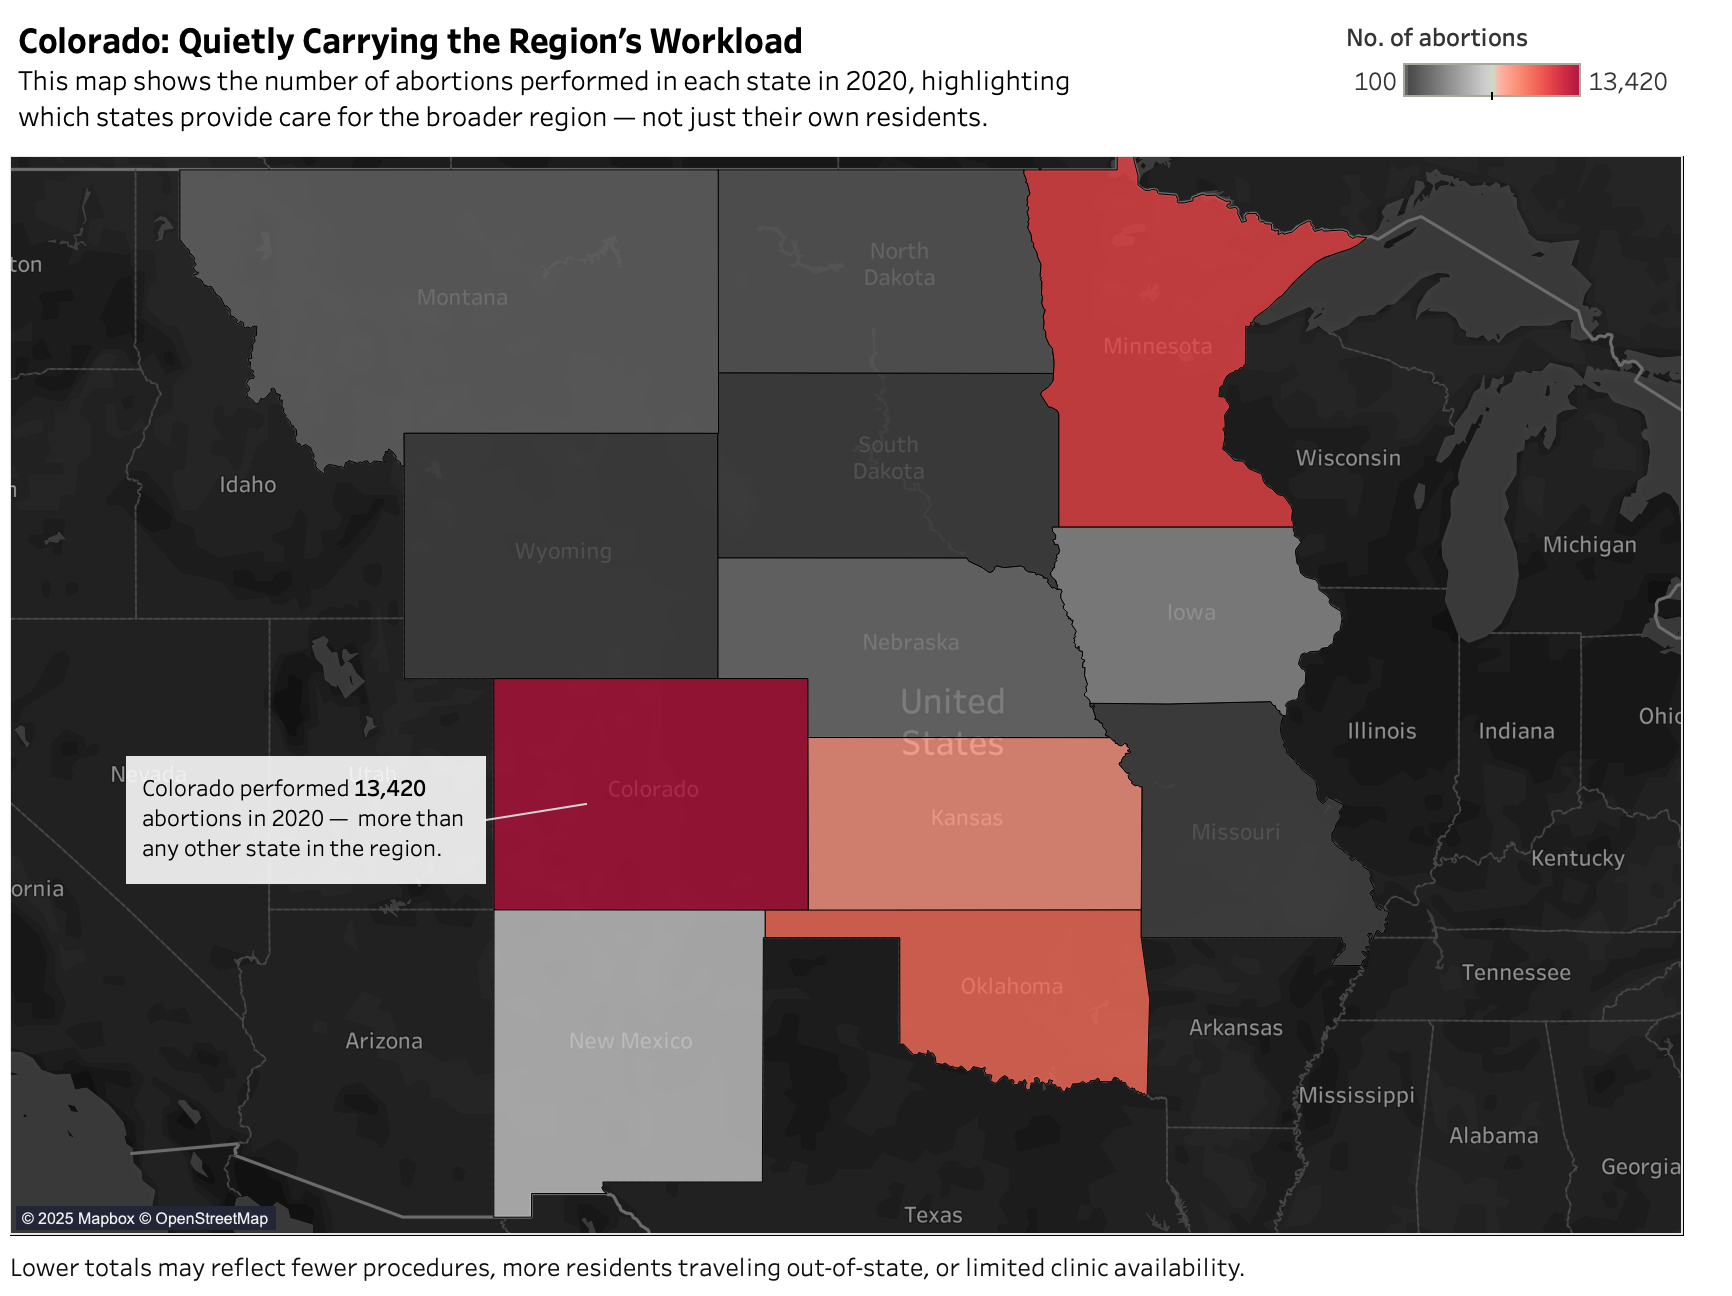 Colorado: Quietly Carrying the Region's Workload
This map shows the number of abortions performed in each state in 2020, highlighting
which states provide care for the broader region — not just their own residents.
No. of abortions
100
13,420
ton
Montana
North
Dakota
Minnesota
Idaho
South
Dakota
Wisconsin
Michigan
Wyoming
Iowa
Nebraska
United
States
Illinois
Indiana
Ohio
Nevada
Utah
Colorado performed 13,420
abortions in 2020 — more than
any other state in the region.
Colorado
Kansas
Missouri
Kentucky
ornia
Oklahoma
Tennessee
Arizona
New Mexico
Arkansas
Mississippi
Alabama
Georgia
Texas
© 2025 Mapbox © OpenStreetMap
Lower totals may reflect fewer procedures, more residents traveling out-of-state, or limited clinic availability.